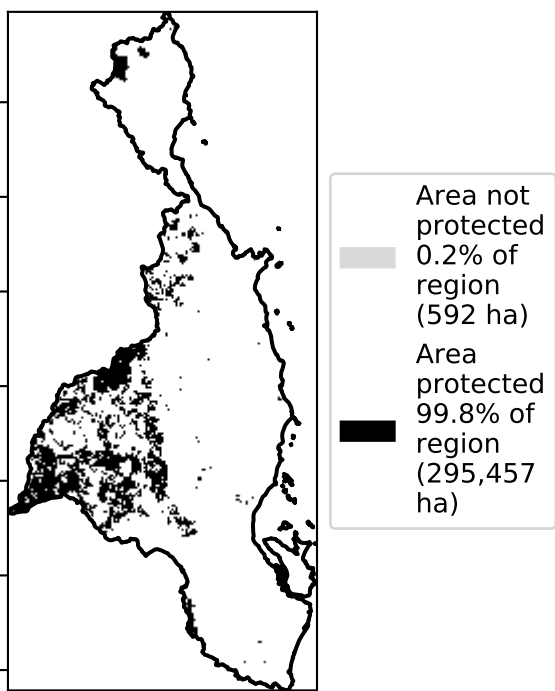 Area not
protected
0.2% of
region
(592 ha)
Area
protected
99.8% of
region
(295,457
ha)